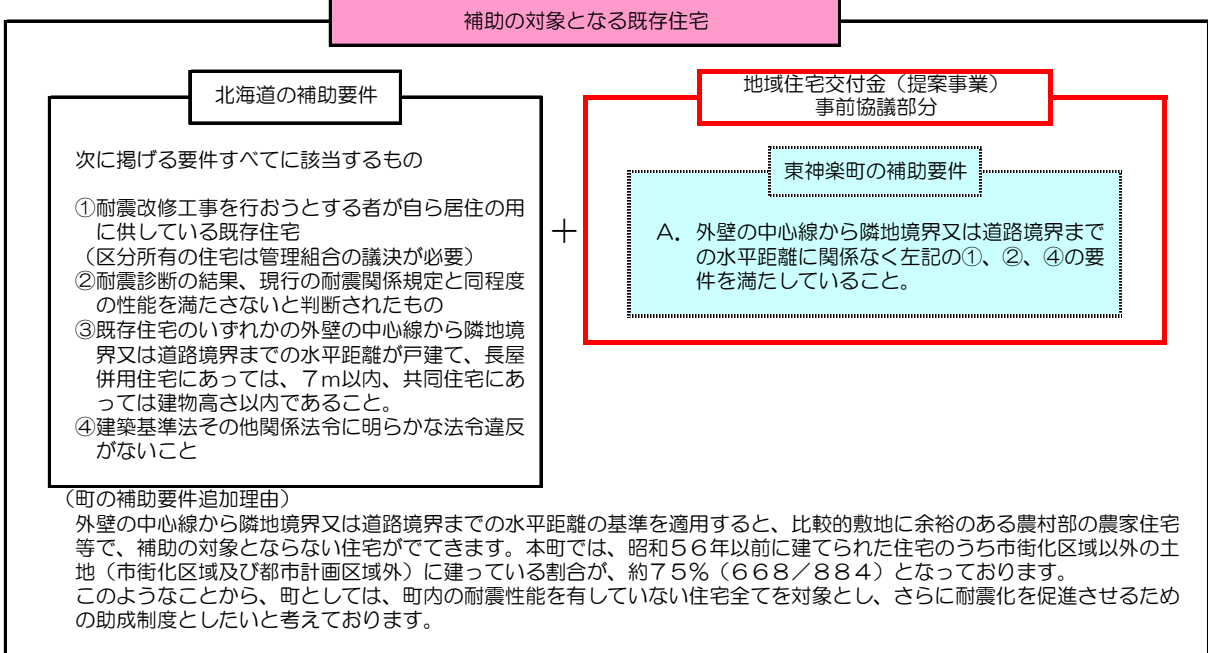 補助の対象となる既存住宅
北海道の補助要件
次に掲げる要件すべてに該当するもの
①耐震改修工事を行おうとする者が自ら居住の用
に供している既存住宅
（区分所有の住宅は管理組合の議決が必要）
②耐震診断の結果、現行の耐震関係規定と同程度
の性能を満たさないと判断されたもの
③既存住宅のいずれかの外壁の中心線から隣地境
界又は道路境界までの水平距離が戸建て、長屋
併用住宅にあっては、７ｍ以内、共同住宅にあ
っては建物高さ以内であること。
④建築基準法その他関係法令に明らかな法令違反
がないこと
＋
地域住宅交付金（提案事業）
事前協議部分
東神楽町の補助要件
Ａ．外壁の中心線から隣地境界又は道路境界まで
の水平距離に関係なく左記の①、②、④の要
件を満たしていること。
（町の補助要件追加理由）
外壁の中心線から隣地境界又は道路境界までの水平距離の基準を適用すると、比較的敷地に余裕のある農村部の農家住宅
等で、補助の対象とならない住宅がでてきます。本町では、昭和５６年以前に建てられた住宅のうち市街化区域以外の土
地（市街化区域及び都市計画区域外）に建っている割合が、約７５％（６６８／８８４）となっております。
このようなことから、町としては、町内の耐震性能を有していない住宅全てを対象とし、さらに耐震化を促進させるため
の助成制度としたいと考えております。